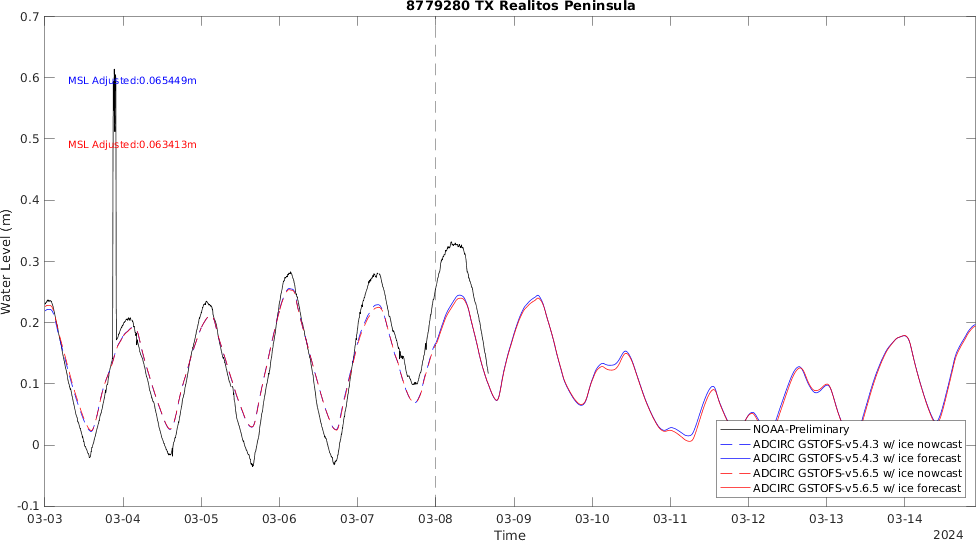 8779280 TX Realitos Peninsula
0.7
0.6
0.5
0.4
0.3
0.2
0.1
0
-0.1
Water Level (m)
MSL Adjusted:0.065449m
MSL Adjusted:0.063413m
NOAA-Preliminary
ADCIRC GSTOFS-v5.4.3 w/ ice nowcast
ADCIRC GSTOFS-v5.4.3 w/ ice forecast
ADCIRC GSTOFS-v5.6.5 w/ ice nowcast
ADCIRC GSTOFS-v5.6.5 w/ ice forecast
03-03 03-04 03-05 03-06 03-07 03-08 03-09 03-10 03-11 03-12 03-13 03-14
Time
2024